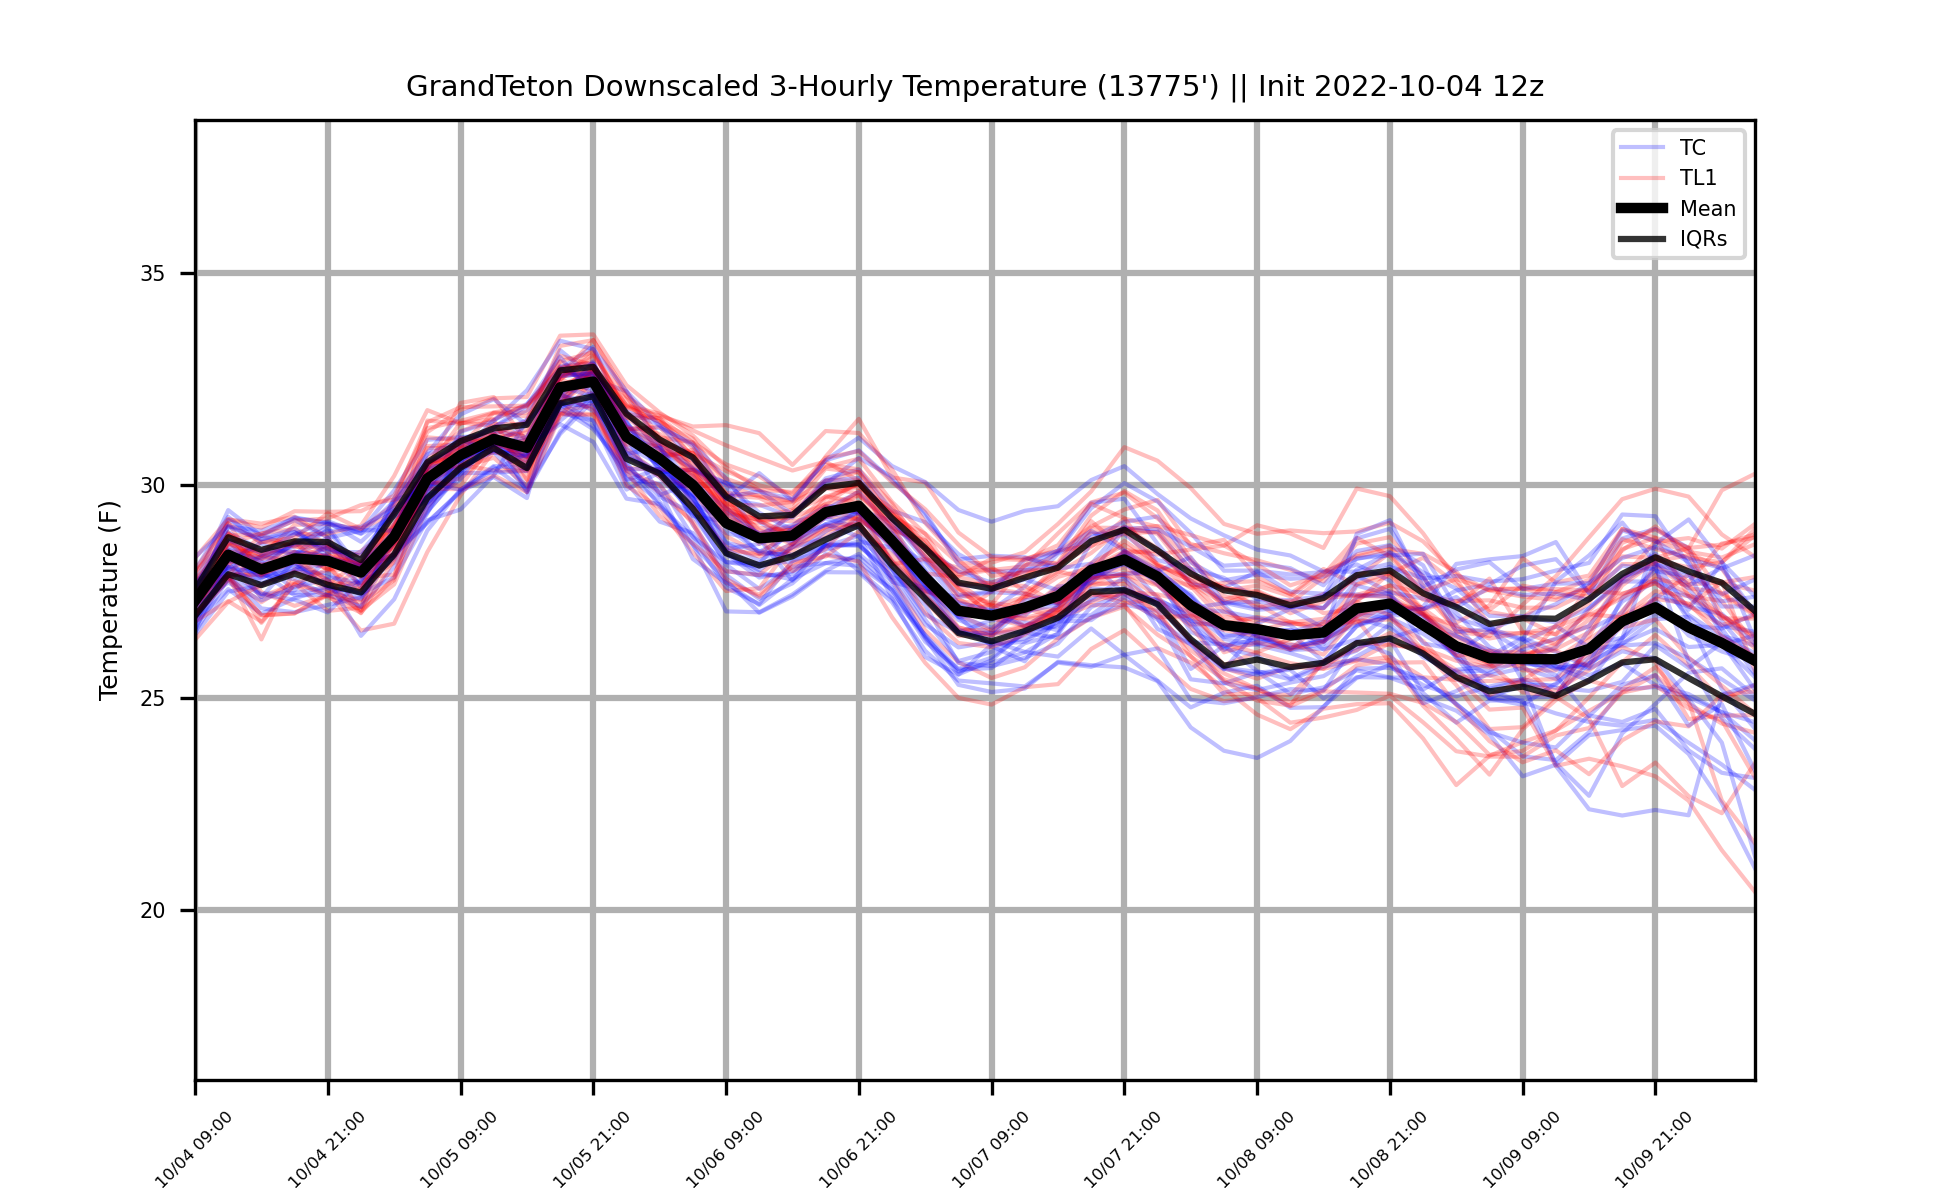 GrandTeton Downscaled 3-Hourly Temperature (13775') || Init 2022-10-04 12z
TC
TL1
Mean
IQRs
Temperature (F)
35
30
25
20
10/04 09:00
10/04 21:00
10/05 09:00
10/05 21:00
10/06 09:00
10/06 21:00
10/07 09:00
10/07 21:00
10/08 09:00
10/08 21:00
10/09 09:00
10/09 21:00